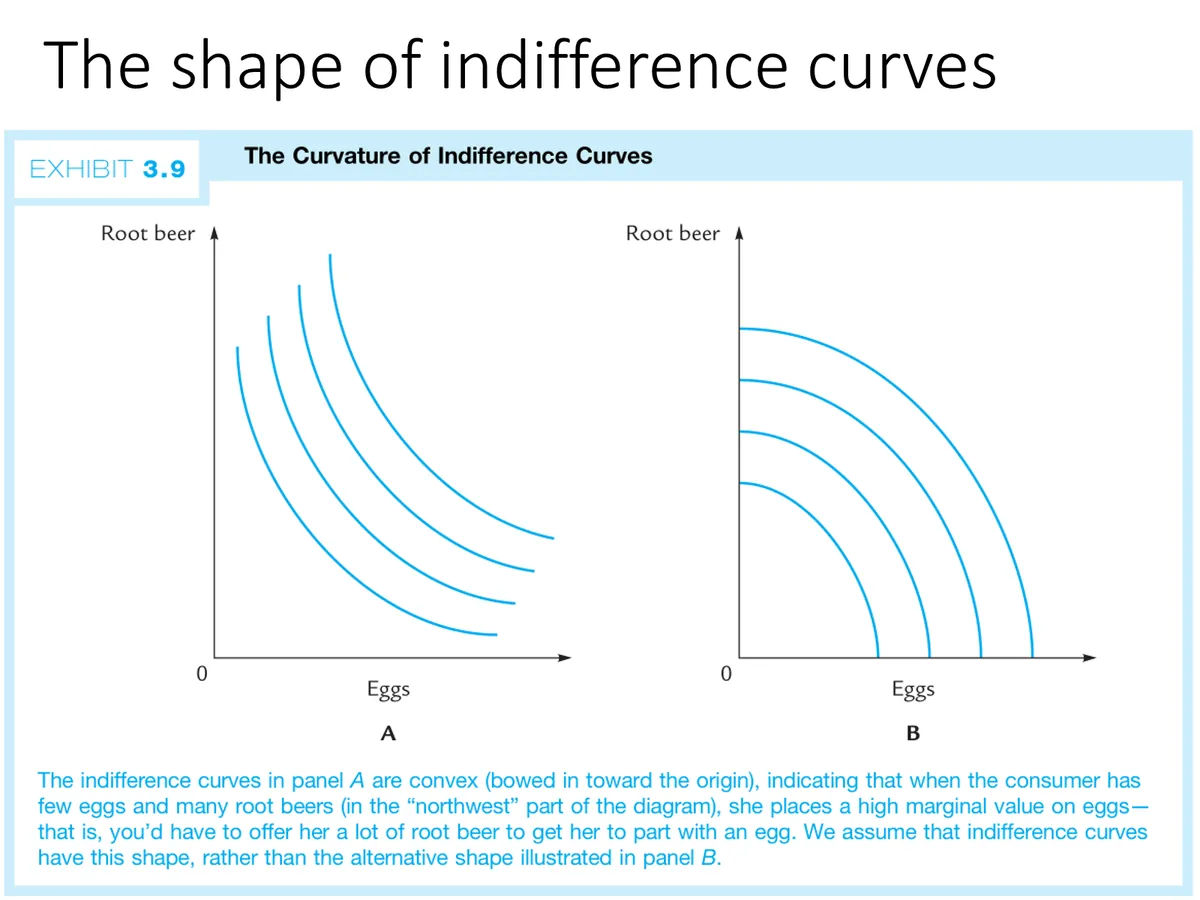 The shape of indifference curves
EXHIBIT 3.9
The Curvature of Indifference Curves
Root beer
0
Eggs
A
Root beer
0
Eggs
B
The indifference curves in panel A are convex (bowed in toward the origin), indicating that when the consumer has
few eggs and many root beers (in the “northwest” part of the diagram), she places a high marginal value on eggs—
that is, you’d have to offer her a lot of root beer to get her to part with an egg. We assume that indifference curves
have this shape, rather than the alternative shape illustrated in panel B.